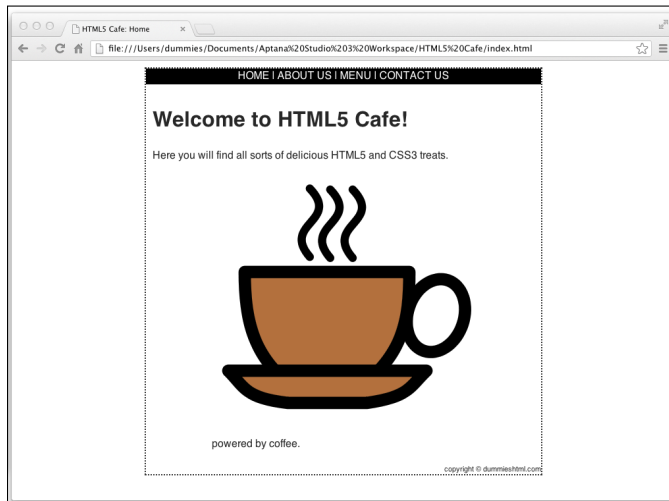 HTML5 Cafe: Home
file:///Users/dummies/Documents/Aptana%20Studio%203%20Workspace/HTML5%20Cafe/index.html
HOME | ABOUT US | MENU | CONTACT US
Welcome to HTML5 Cafe!
Here you will find all sorts of delicious HTML5 and CSS3 treats.
powered by coffee.
copyright © dummieshtml.com